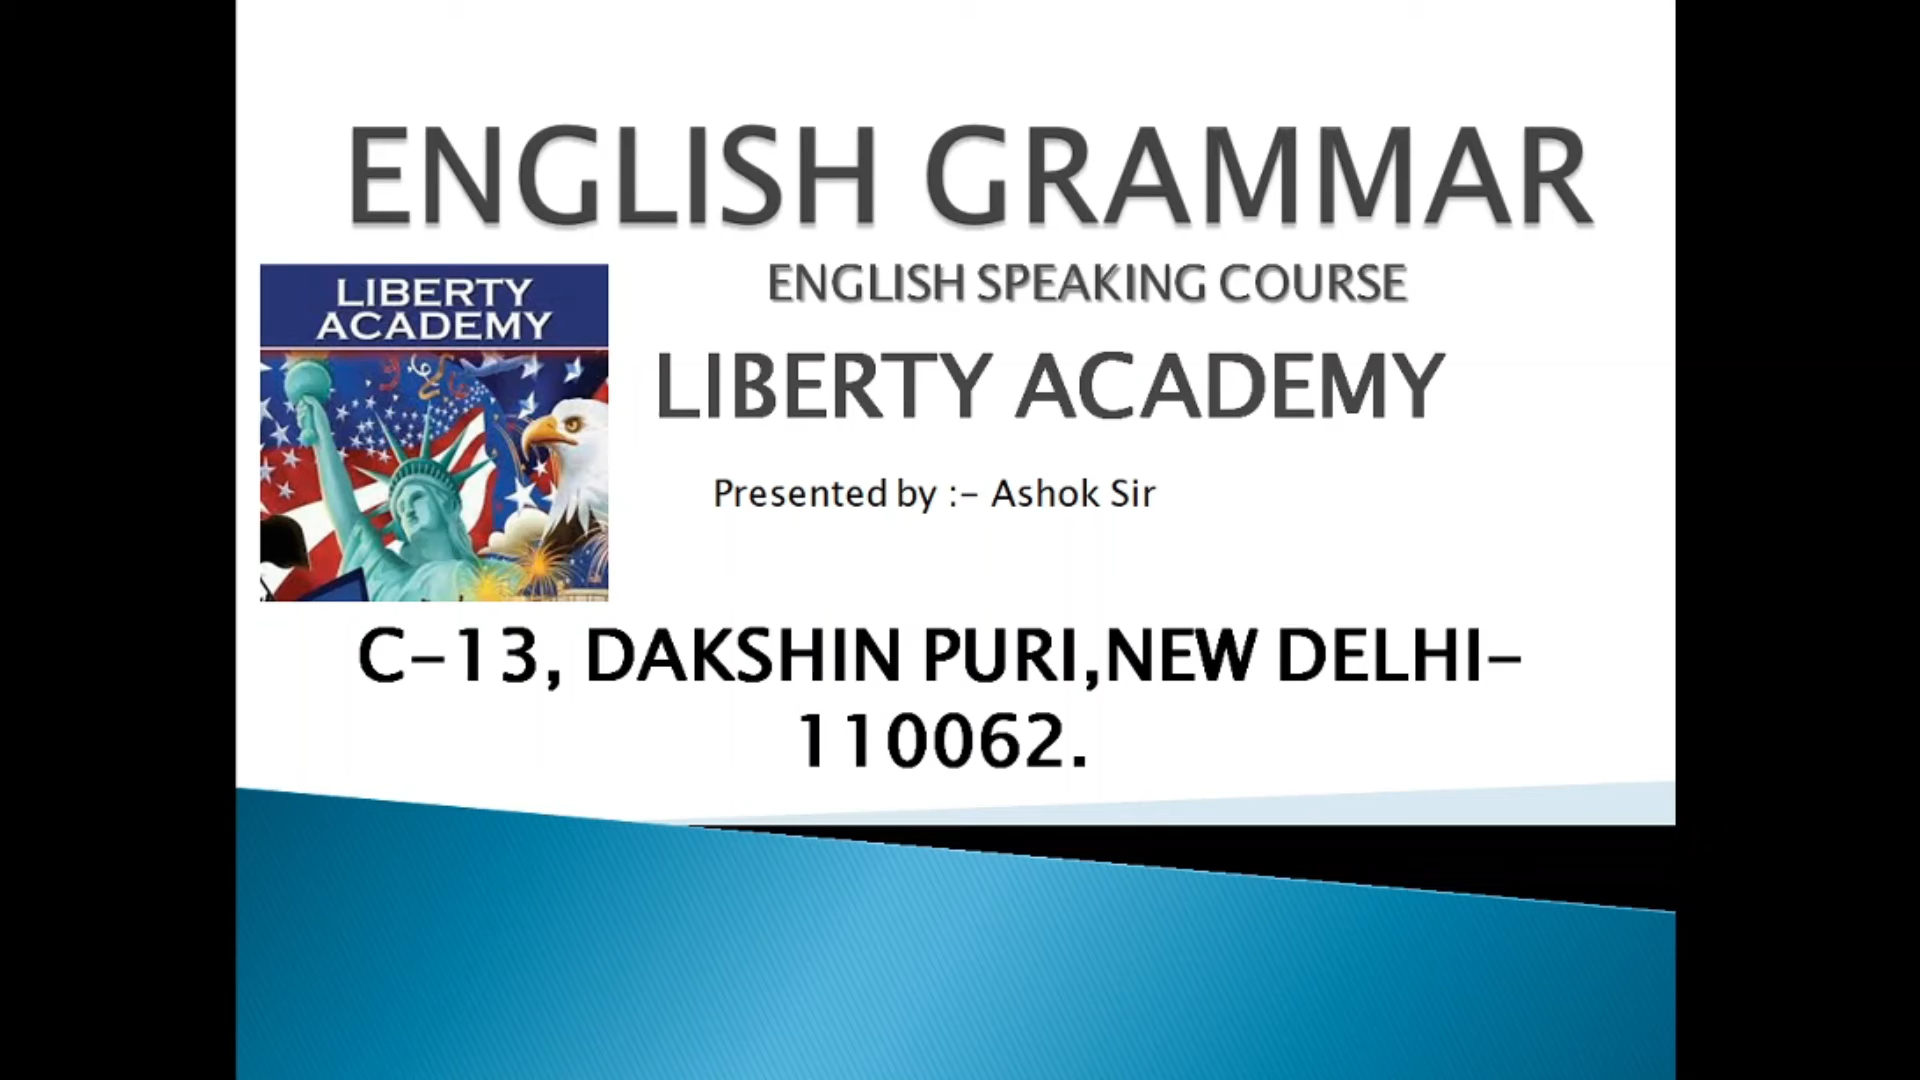 ENGLISH GRAMMAR
ENGLISH SPEAKING COURSE
LIBERTY
ACADEMY
LIBERTY ACADEMY
Presented by :- Ashok Sir
C-13, DAKSHIN PURI,NEW DELHI-
110062.